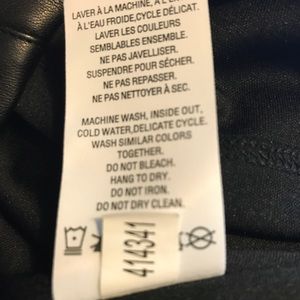 LAVER À LA MACHINE, À L'E
À L'EAU FROIDE,CYCLE DÉLICAT.
LAVER LES COULEURS
SEMBLABLES ENSEMBLE.
NE PAS JAVELLISER.
SUSPENDRE POUR SÉCHER.
NE PAS REPASSER.
NE PAS NETTOYER À SEC.
MACHINE WASH, INSIDE OUT,
COLD WATER,DELICATE CYCLE.
WASH SIMILAR COLORS
TOGETHER.
DO NOT BLEACH.
HANG TO DRY.
DO NOT IRON.
DO NOT DRY CLEAN.
414341